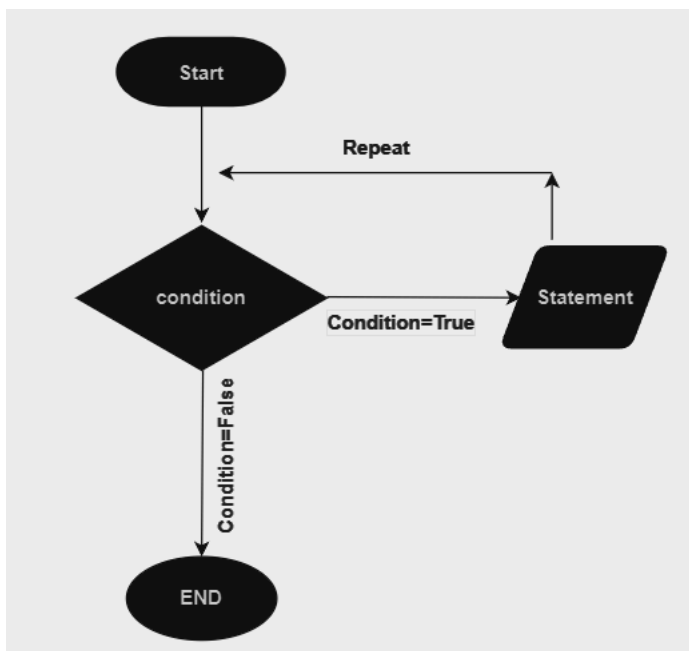 Start
Repeat
condition
Condition=True
Statement
Condition=False
END